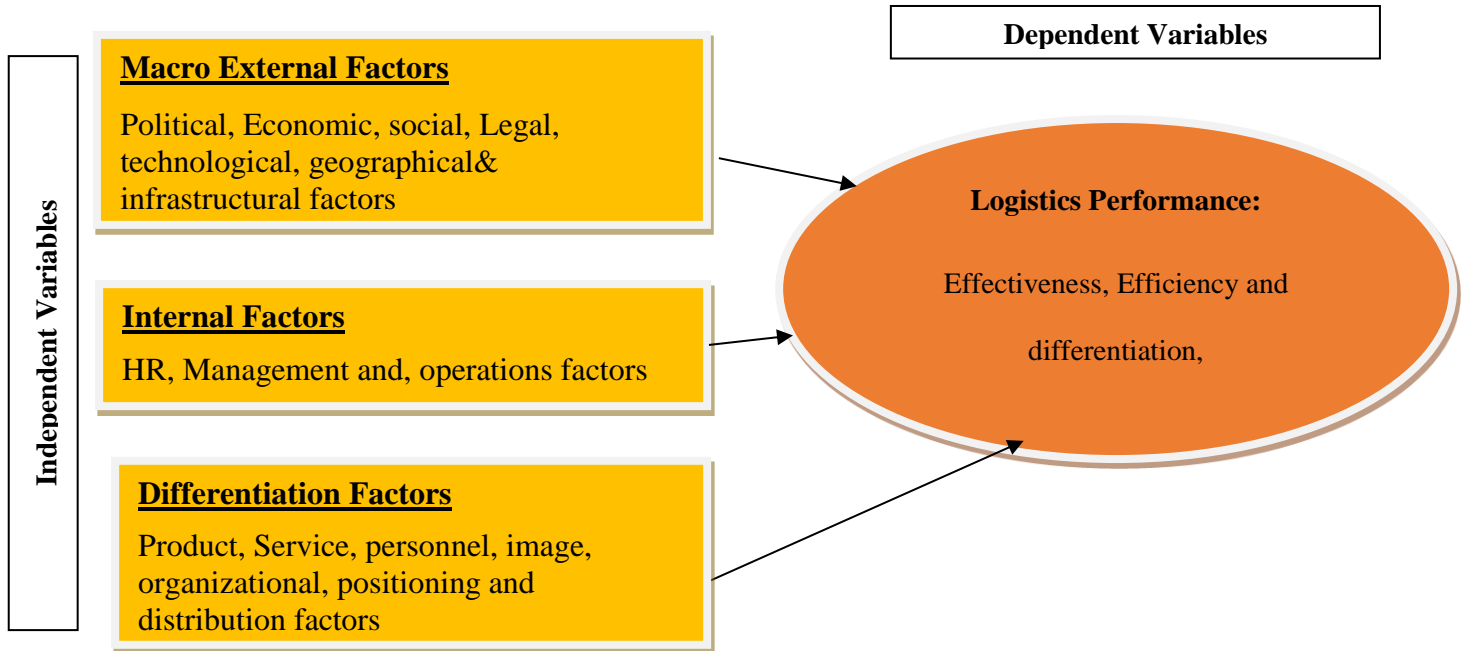 Dependent Variables
Independent Variables
Macro External Factors
Political, Economic, social, Legal,
technological, geographical&
infrastructural factors
Internal Factors
HR, Management and, operations factors
Differentiation Factors
Product, Service, personnel, image,
organizational, positioning and
distribution factors
Logistics Performance:
Effectiveness, Efficiency and
differentiation,